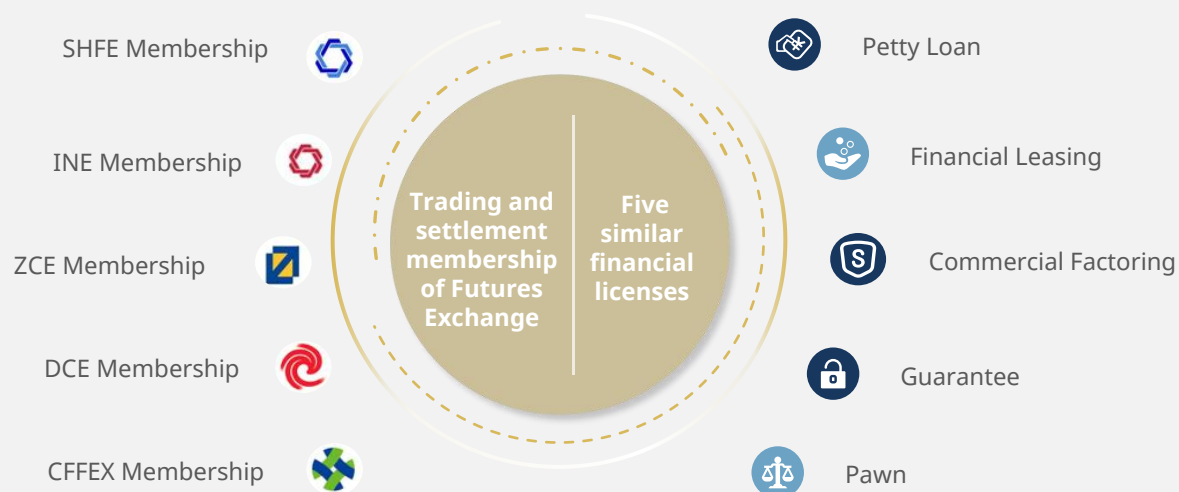 SHFE Membership
INE Membership
ZCE Membership
DCE Membership
CFFEX Membership
Trading and
settlement
membership
of Futures
Exchange
Five
similar
financial
licenses
Petty Loan
Financial Leasing
Commercial Factoring
Guarantee
Pawn